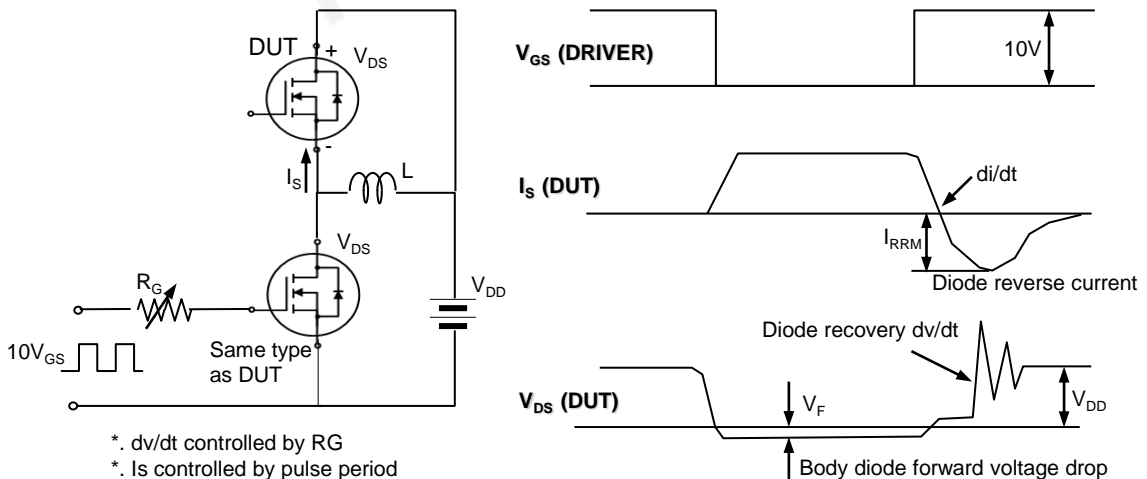 DUT
+
V_DS
-
I_S
L
V_DS
R_G
V_DD
10V_GS
Same type
as DUT
*. dv/dt controlled by RG
*. Is controlled by pulse period
V_GS (DRIVER)
10V
I_S (DUT)
di/dt
I_RRM
Diode reverse current
Diode recovery dv/dt
V_DS (DUT)
V_F
V_DD
Body diode forward voltage drop